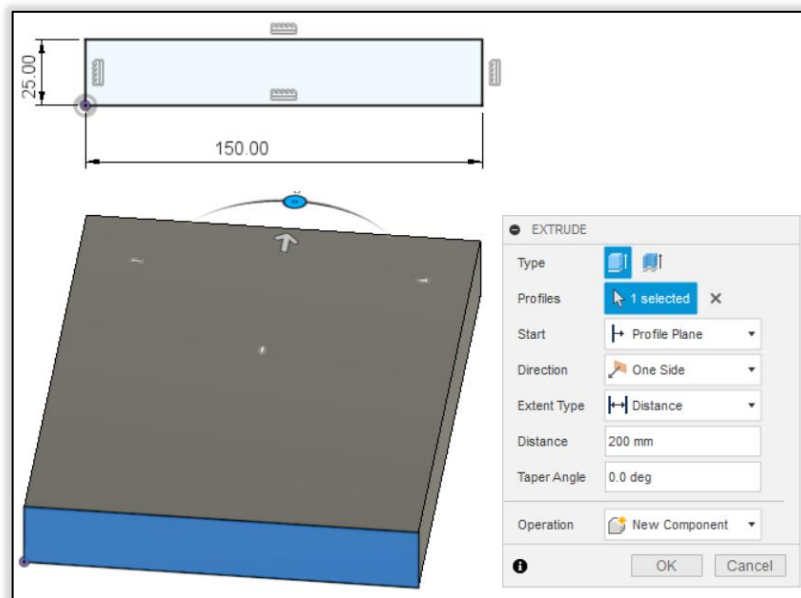 25.00
150.00
EXTRUDE
Type
Profiles 1 selected
Start Profile Plane
Direction One Side
Extent Type Distance
Distance 200 mm
Taper Angle 0.0 deg
Operation New Component
OK Cancel